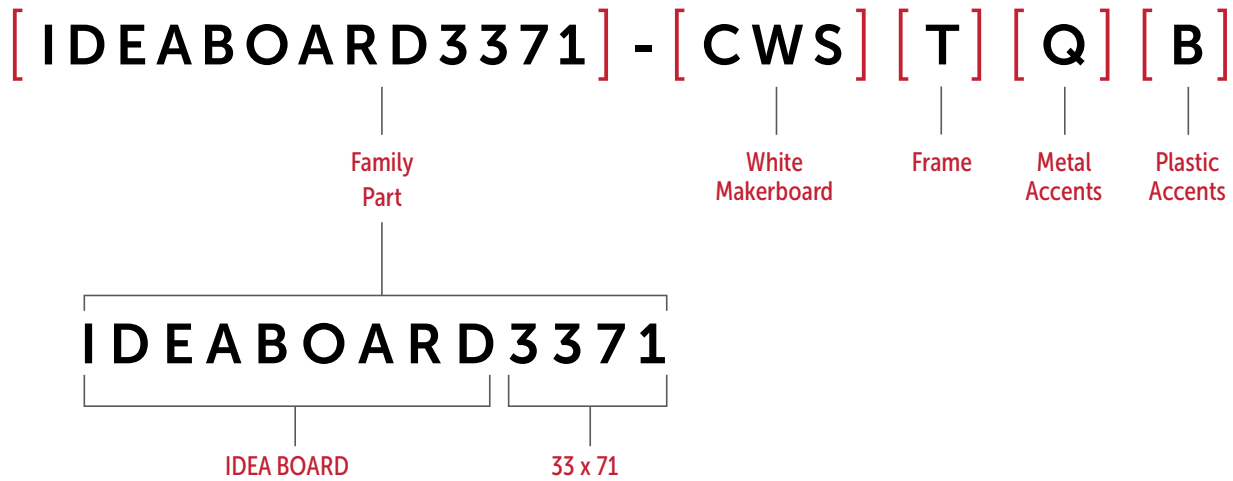 [IDEABOARD3371] - [CWS] [T] [Q] [B]
Family
Part
White
Makerboard
Frame
Metal
Accents
Plastic
Accents
IDEABOARD3371
IDEA BOARD
33 x 71